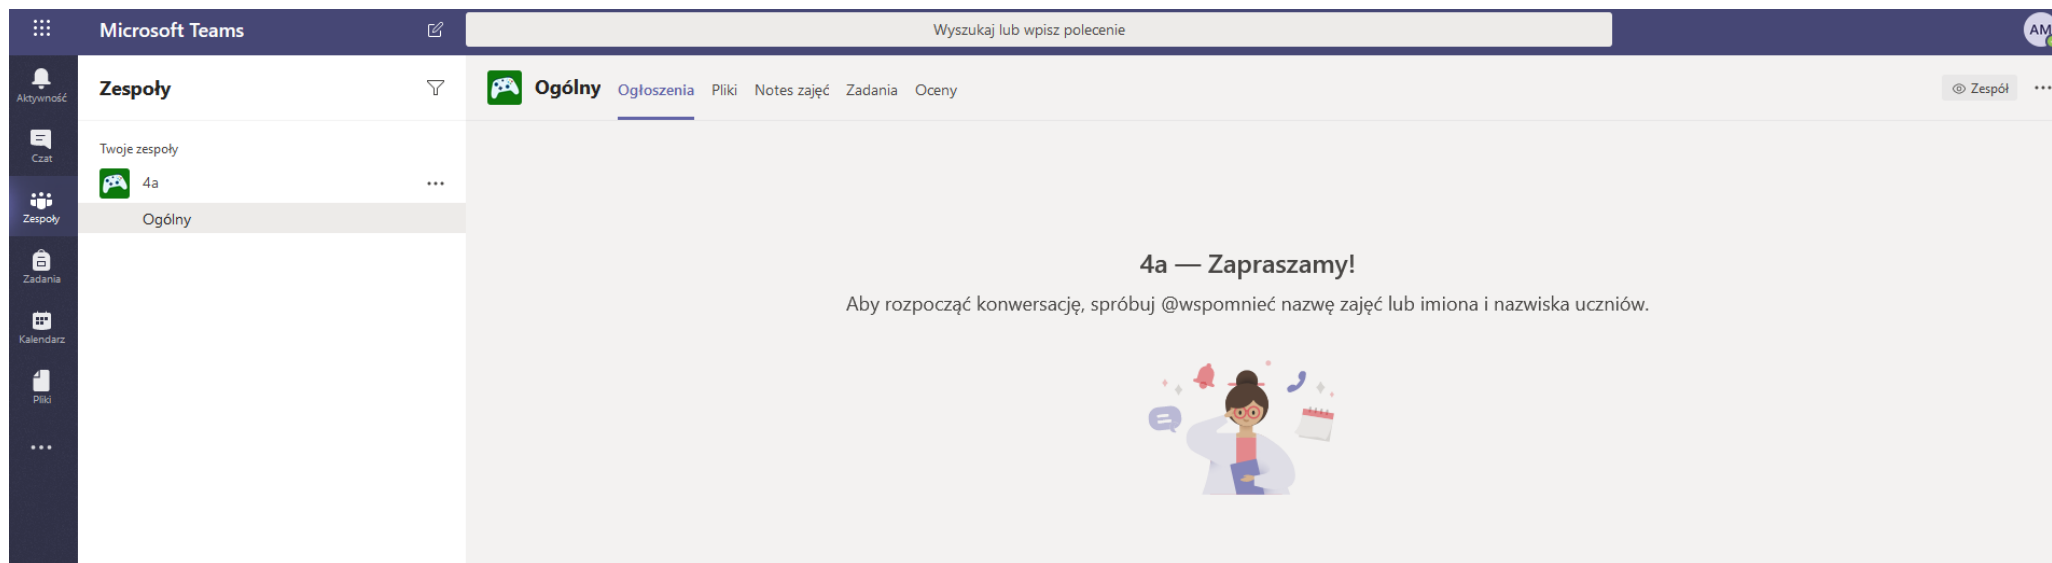 Microsoft Teams
Wyszukaj lub wpisz polecenie
AM
Aktywność
Czat
Zespoły
Zadania
Kalendarz
Pliki
Zespoły
Twoje zespoły
4a
Ogólny
Ogólny Ogłoszenia Pliki Notes zajęć Zadania Oceny
Zespół
4a — Zapraszamy!
Aby rozpocząć konwersację, spróbuj @wspomnieć nazwę zajęć lub imiona i nazwiska uczniów.